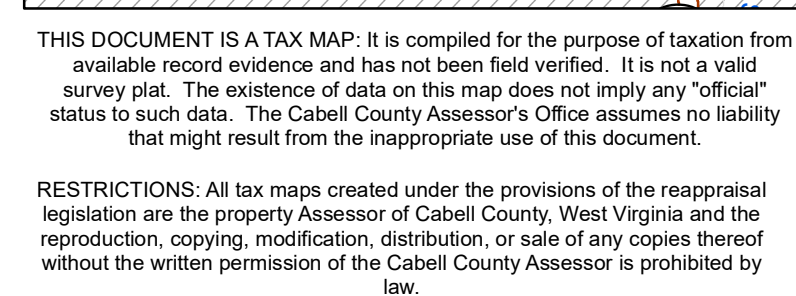 THIS DOCUMENT IS A TAX MAP: It is compiled for the purpose of taxation from
available record evidence and has not been field verified.  It is not a valid
survey plat.  The existence of data on this map does not imply any "official"
status to such data.  The Cabell County Assessor's Office assumes no liability
that might result from the inappropriate use of this document.
RESTRICTIONS: All tax maps created under the provisions of the reappraisal
legislation are the property Assessor of Cabell County, West Virginia and the
reproduction, copying, modification, distribution, or sale of any copies thereof
without the written permission of the Cabell County Assessor is prohibited by
law.